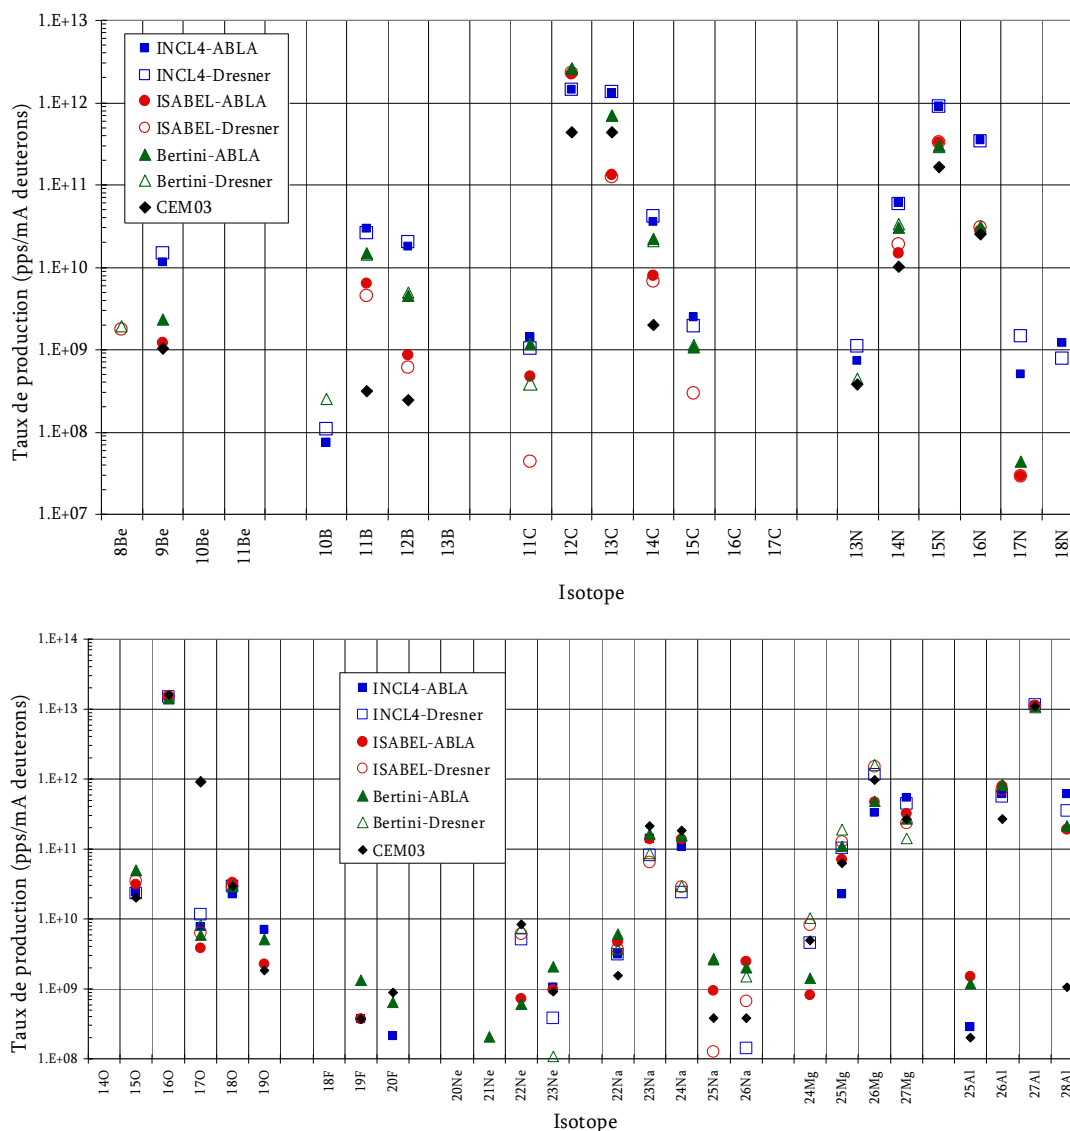 Taux de production (pps/mA deuterons)
1.E+13
1.E+12
1.E+11
1.E+10
1.E+09
1.E+08
1.E+07
INCL4-ABLA
INCL4-Dresner
ISABEL-ABLA
ISABEL-Dresner
Bertini-ABLA
Bertini-Dresner
CEM03
8Be
9Be
10Be
11Be
10B
11B
12B
13B
11C
12C
13C
14C
15C
16C
17C
13N
14N
15N
16N
17N
18N
Isotope
Taux de production (pps/mA deuterons)
1.E+14
1.E+13
1.E+12
1.E+11
1.E+10
1.E+09
1.E+08
INCL4-ABLA
INCL4-Dresner
ISABEL-ABLA
ISABEL-Dresner
Bertini-ABLA
Bertini-Dresner
CEM03
14O
15O
16O
17O
18O
19O
18F
19F
20F
20Ne
21Ne
22Ne
23Ne
22Na
23Na
24Na
25Na
26Na
24Mg
25Mg
26Mg
27Mg
25Al
26Al
27Al
28Al
Isotope